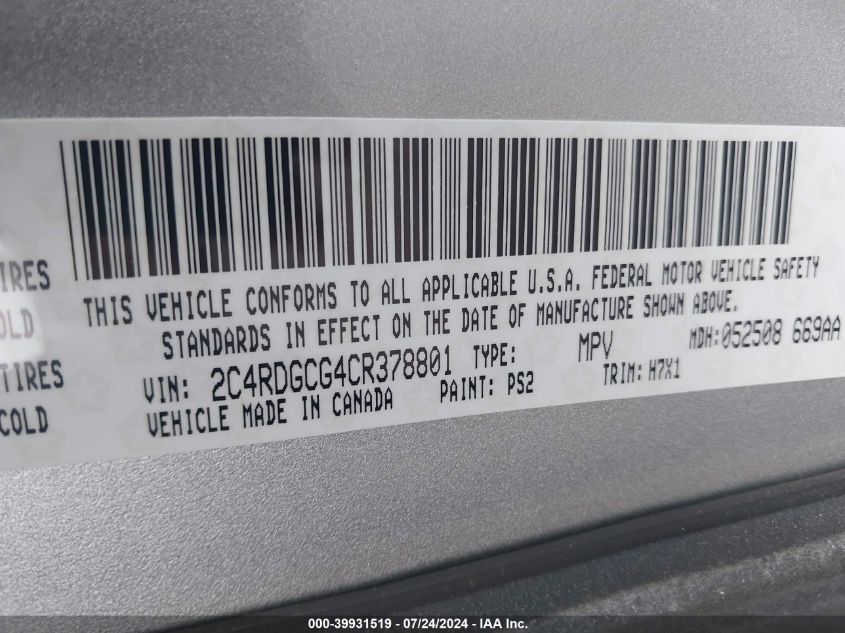 TIRES
THIS VEHICLE CONFORMS TO ALL APPLICABLE U.S.A. FEDERAL MOTOR VEHICLE SAFETY
OLD
STANDARDS IN EFFECT ON THE DATE OF MANUFACTURE SHOWN ABOVE.
TIRES
VIN: 2C4RDGCG4CR378801 TYPE: MPV MDH:052508 669AA
COLD
VEHICLE MADE IN CANADA PAINT: PS2 TRIM: H7X1
000-39931519 / 07/24/2024 - IAA Inc.